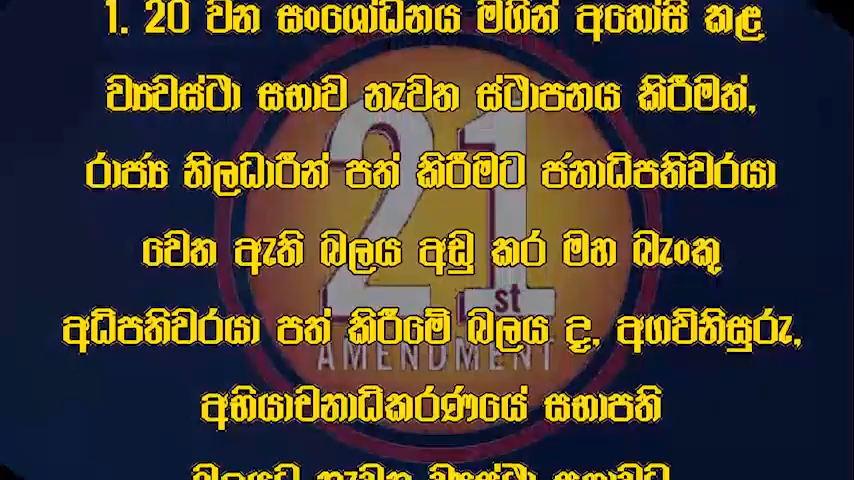 1. 20 වන සංශෝධනය මගින් අහෝසි කළ
ව්‍යවස්ථා සභාව නැවත ස්ථාපනය කිරීමත්,
රාජ්‍ය නිලධාරීන් පත් කිරීමට ජනාධිපතිවරයා
වෙත ඇති බලය අඩු කර මහ බැංකු
අධිපතිවරයා පත් කිරීමේ බලය ද, අගවිනිසුරු,
අභියාචනාධිකරණයේ සභාපති
21st
AMENDMENT